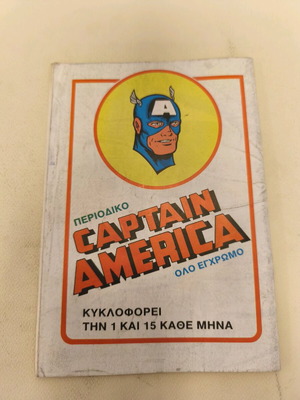 A
ΠΕΡΙΟΔΙΚΟ
CAPTAIN
AMERICA
ΟΛΟ ΕΓΧΡΩΜΟ
ΚΥΚΛΟΦΟΡΕΙ
ΤΗΝ 1 ΚΑΙ 15 ΚΑΘΕ ΜΗΝΑ